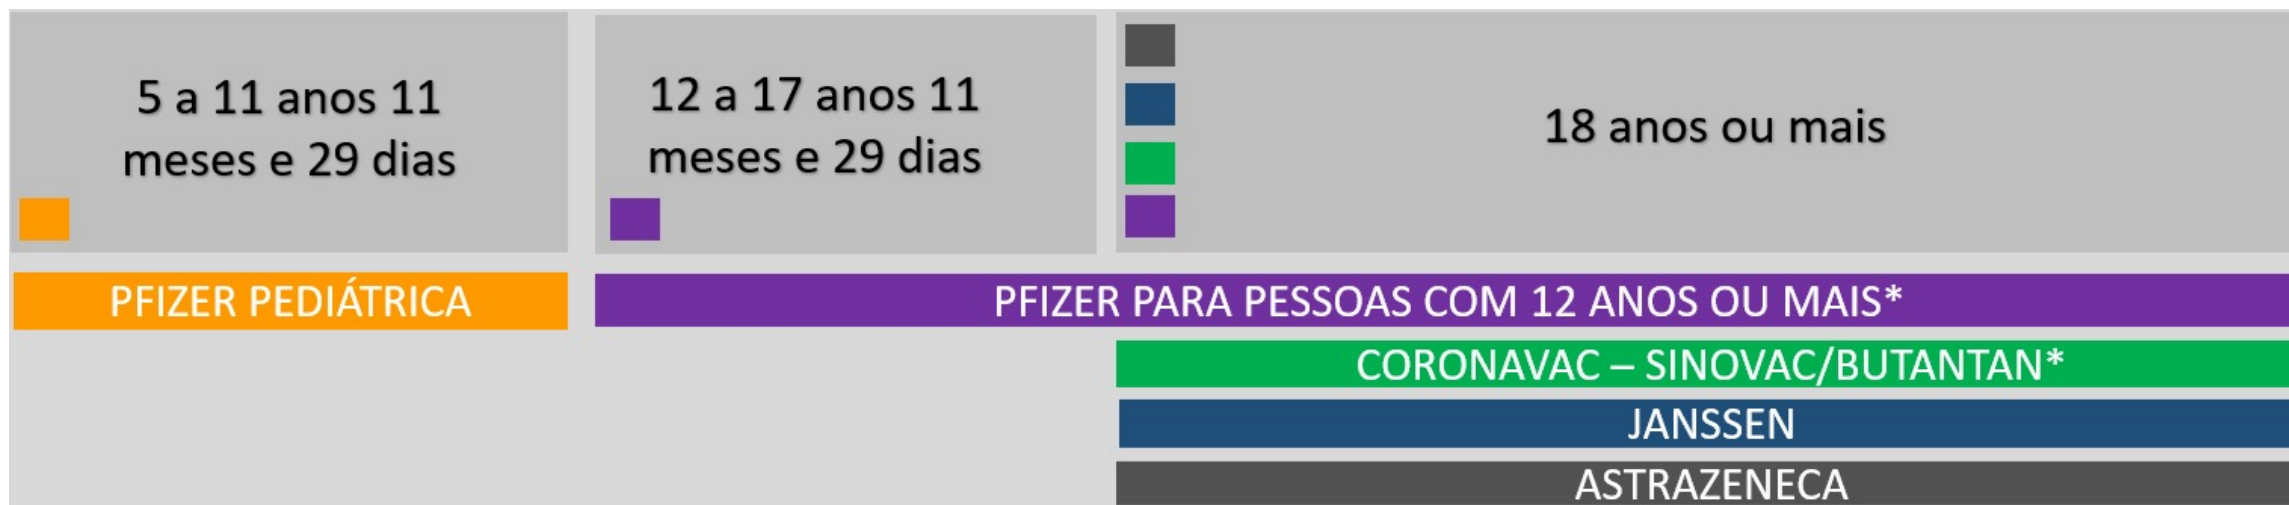 5 a 11 anos 11
meses e 29 dias
12 a 17 anos 11
meses e 29 dias
18 anos ou mais
PFIZER PEDIÁTRICA
PFIZER PARA PESSOAS COM 12 ANOS OU MAIS*
CORONAVAC – SINOVAC/BUTANTAN*
JANSSEN
ASTRAZENECA